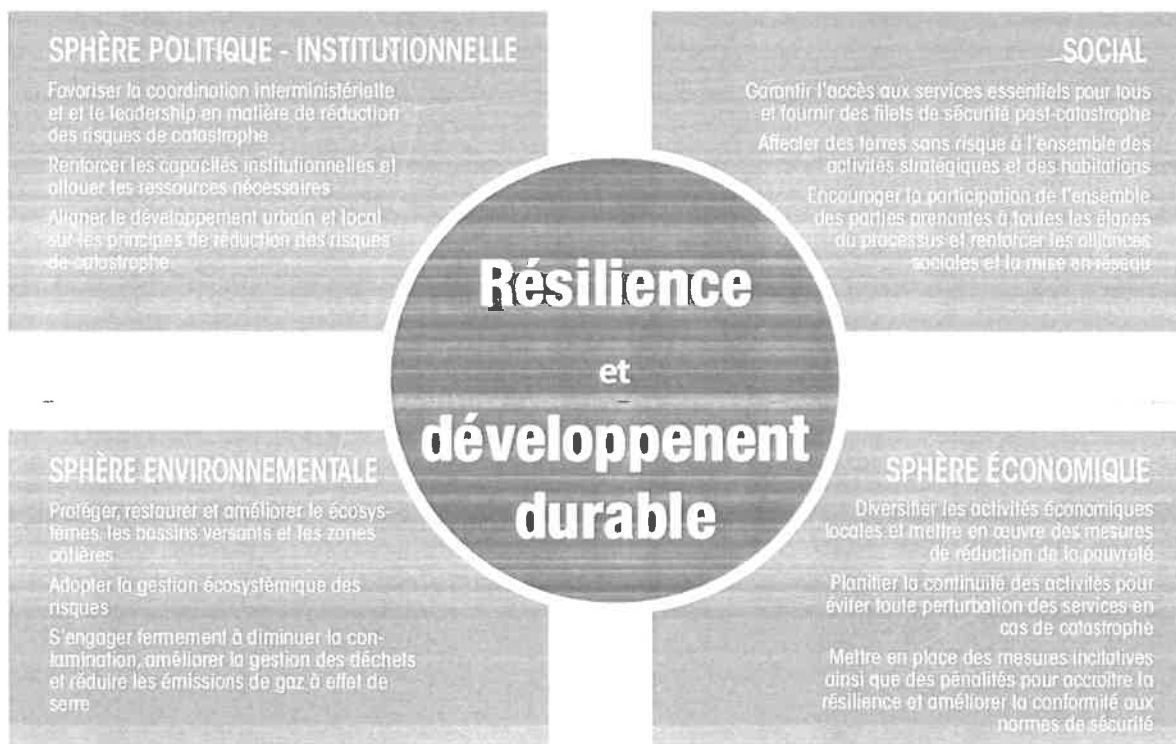 SPHÈRE POLITIQUE - INSTITUTIONNELLE
Favoriser la coordination interministérielle
et et le leadership en matière de réduction
des risques de catastrophe
Renforcer les capacités institutionnelles et
allouer les ressources nécessaires
Aligner le développement urbain et local
sur les principes de réduction des risques
de catastrophe.
SOCIAL
Garantir l'accès aux services essentiels pour tous
et fournir des filets de sécurité post-catastrophe
Affecter des terres sans risque à l'ensemble des
activités stratégiques et des habitations
Encourager la participation de l'ensemble
des parties prenantes à toutes les étapes
du processus et renforcer les alliances
sociales et la mise en réseau
Résilience
et
développenent
durable
SPHÈRE ENVIRONNEMENTALE
Protéger, restaurer et améliorer le écosys-
tèmes, les bassins versants et les zones
côtières
Adopter la gestion écosystèmique des
risques
S'engager fermement à diminuer la con-
tamination, améliorer la gestion des déchets
et réduire les émissions de gaz à effet de
serre
SPHÈRE ÉCONOMIQUE
Diversifier les activités économiques
locales et mettre en œuvre des mesures
de réduction de la pauvreté
Planifier la continuité des activités pour
éviter toute perturbation des services en
cas de catastrophe
Mettre en place des mesures incitatives
ainsi que des pénalités pour accroître la
résilience et améliorer la conformité aux
normes de sécurité